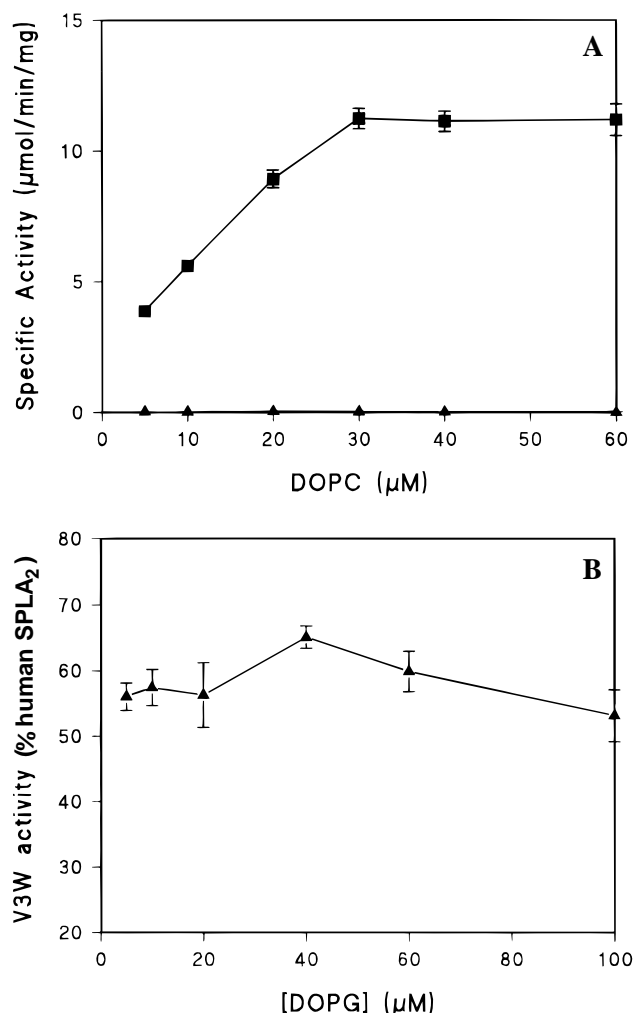 A
Specific Activity (μmol/min/mg)
15
10
5
0
0 10 20 30 40 50 60
DOPC (μM)
B
V3W activity (% human SPLA₂)
80
70
60
50
40
30
20
0 20 40 60 80 100
[DOPG] (μM)